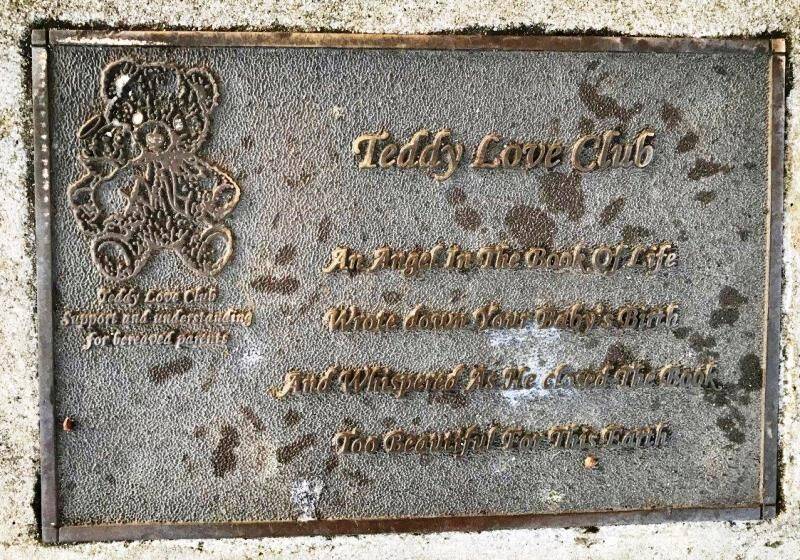 Teddy Love Club
An Angel In The Book Of Life
Wrote down Your Baby's Birth
And Whispered As He closed The Book
Too Beautiful For This Earth
Teddy Love Club
Support and understanding
for bereaved parents